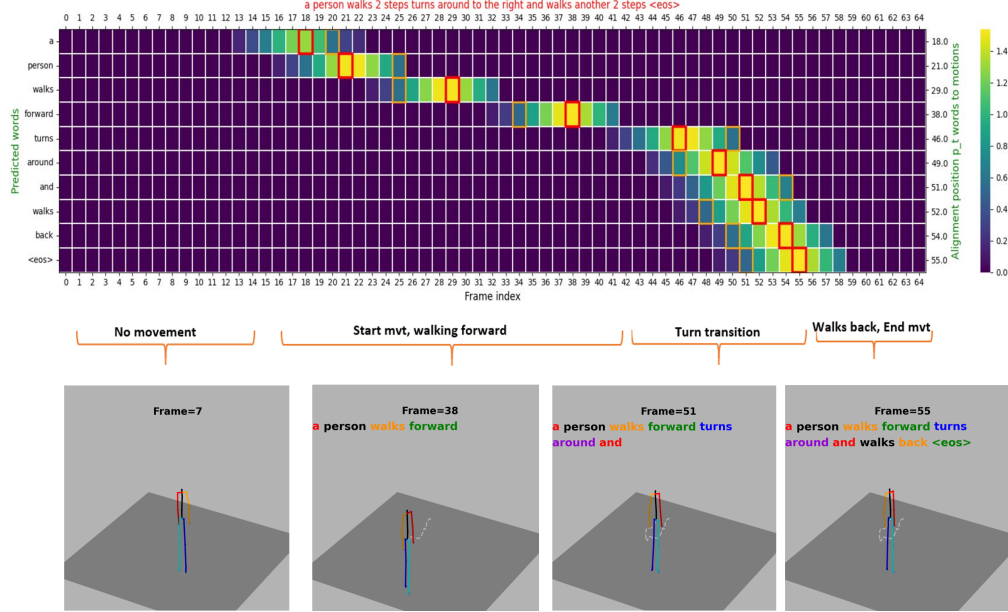 a person walks 2 steps turns around to the right and walks another 2 steps <eos>
0 1 2 3 4 5 6 7 8 9 10 11 12 13 14 15 16 17 18 19 20 21 22 23 24 25 26 27 28 29 30 31 32 33 34 35 36 37 38 39 40 41 42 43 44 45 46 47 48 49 50 51 52 53 54 55 56 57 58 59 60 61 62 63 64
Predicted words
a 18.0
person 21.0
walks 29.0
forward 38.0
turns 46.0
around 49.0
and 51.0
walks 52.0
back 54.0
<eos> 55.0
Alignment position p_t words to motions
1.4
1.2
1.0
0.8
0.6
0.4
0.2
0.0
0 1 2 3 4 5 6 7 8 9 10 11 12 13 14 15 16 17 18 19 20 21 22 23 24 25 26 27 28 29 30 31 32 33 34 35 36 37 38 39 40 41 42 43 44 45 46 47 48 49 50 51 52 53 54 55 56 57 58 59 60 61 62 63 64
Frame index
No movement
Start mvt, walking forward
Turn transition
Walks back, End mvt
Frame=7
Frame=38
a person walks forward
Frame=51
a person walks forward turns
around and
Frame=55
a person walks forward turns
around and walks back <eos>